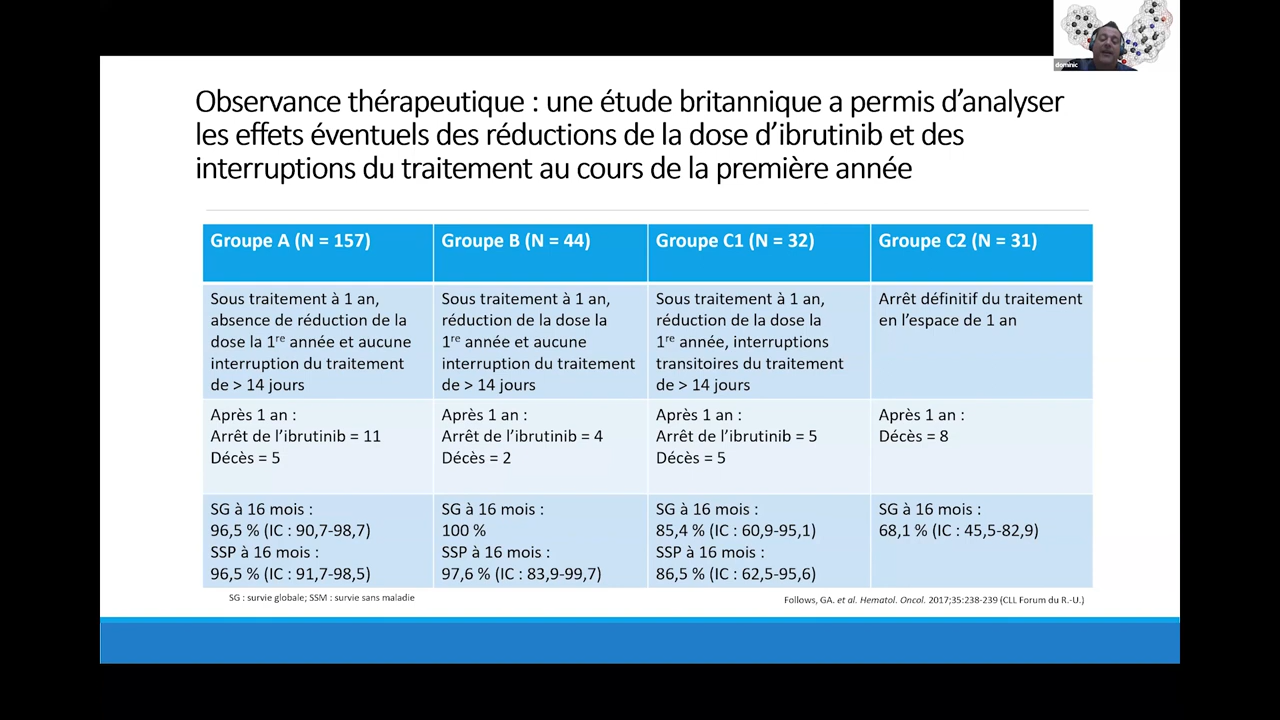 dominic
Observance thérapeutique : une étude britannique a permis d’analyser
les effets éventuels des réductions de la dose d’ibrutinib et des
interruptions du traitement au cours de la première année
Groupe A (N = 157)
Groupe B (N = 44)
Groupe C1 (N = 32)
Groupe C2 (N = 31)
Sous traitement à 1 an,
absence de réduction de la
dose la 1re année et aucune
interruption du traitement
de > 14 jours
Sous traitement à 1 an,
réduction de la dose la
1re année et aucune
interruption du traitement
de > 14 jours
Sous traitement à 1 an,
réduction de la dose la
1re année, interruptions
transitoires du traitement
de > 14 jours
Arrêt définitif du traitement
en l’espace de 1 an
Après 1 an :
Arrêt de l’ibrutinib = 11
Décès = 5
Après 1 an :
Arrêt de l’ibrutinib = 4
Décès = 2
Après 1 an :
Arrêt de l’ibrutinib = 5
Décès = 5
Après 1 an :
Décès = 8
SG à 16 mois :
96,5 % (IC : 90,7-98,7)
SSP à 16 mois :
96,5 % (IC : 91,7-98,5)
SG à 16 mois :
100 %
SSP à 16 mois :
97,6 % (IC : 83,9-99,7)
SG à 16 mois :
85,4 % (IC : 60,9-95,1)
SSP à 16 mois :
86,5 % (IC : 62,5-95,6)
SG à 16 mois :
68,1 % (IC : 45,5-82,9)
SG : survie globale; SSM : survie sans maladie
Follows, GA. et al. Hematol. Oncol. 2017;35:238-239 (CLL Forum du R.-U.)